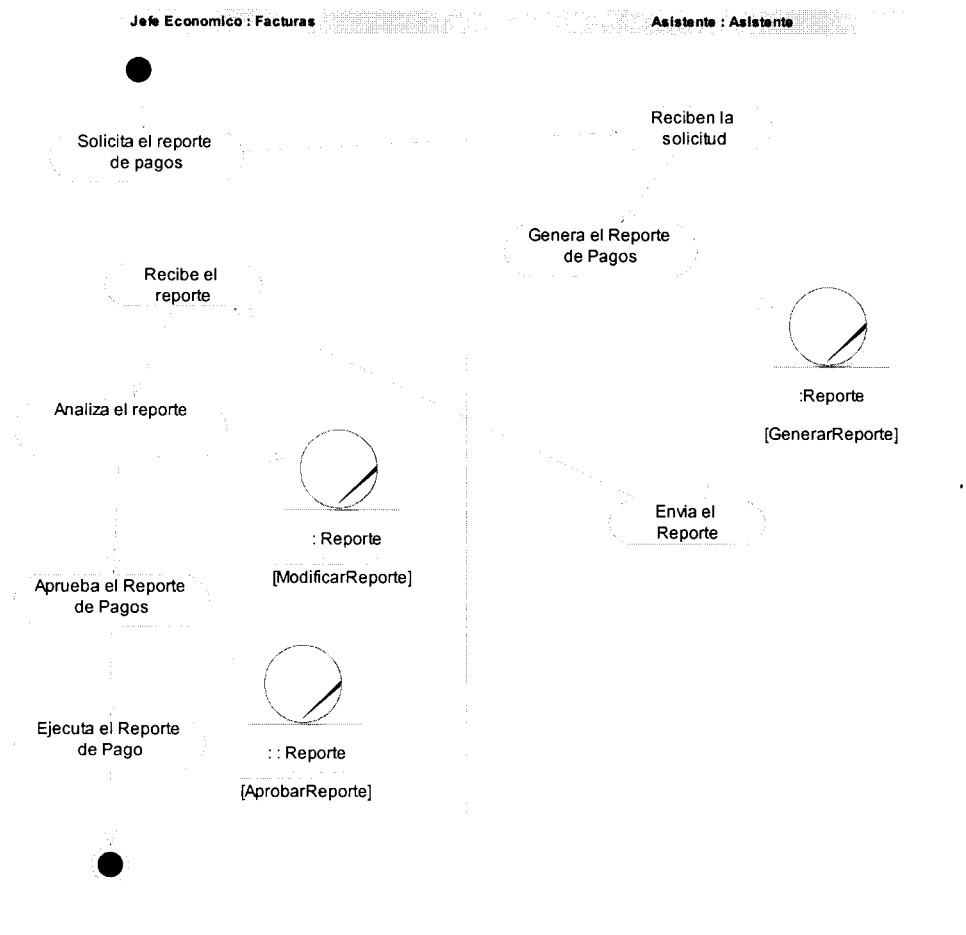 Jefe Economico : Facturas
Asistente : Asistente
Solicita el reporte
de pagos
Reciben la
solicitud
Genera el Reporte
de Pagos
Recibe el
reporte
:Reporte
[GenerarReporte]
Analiza el reporte
: Reporte
[ModificarReporte]
Envia el
Reporte
Aprueba el Reporte
de Pagos
Ejecuta el Reporte
de Pago
: : Reporte
[AprobarReporte]